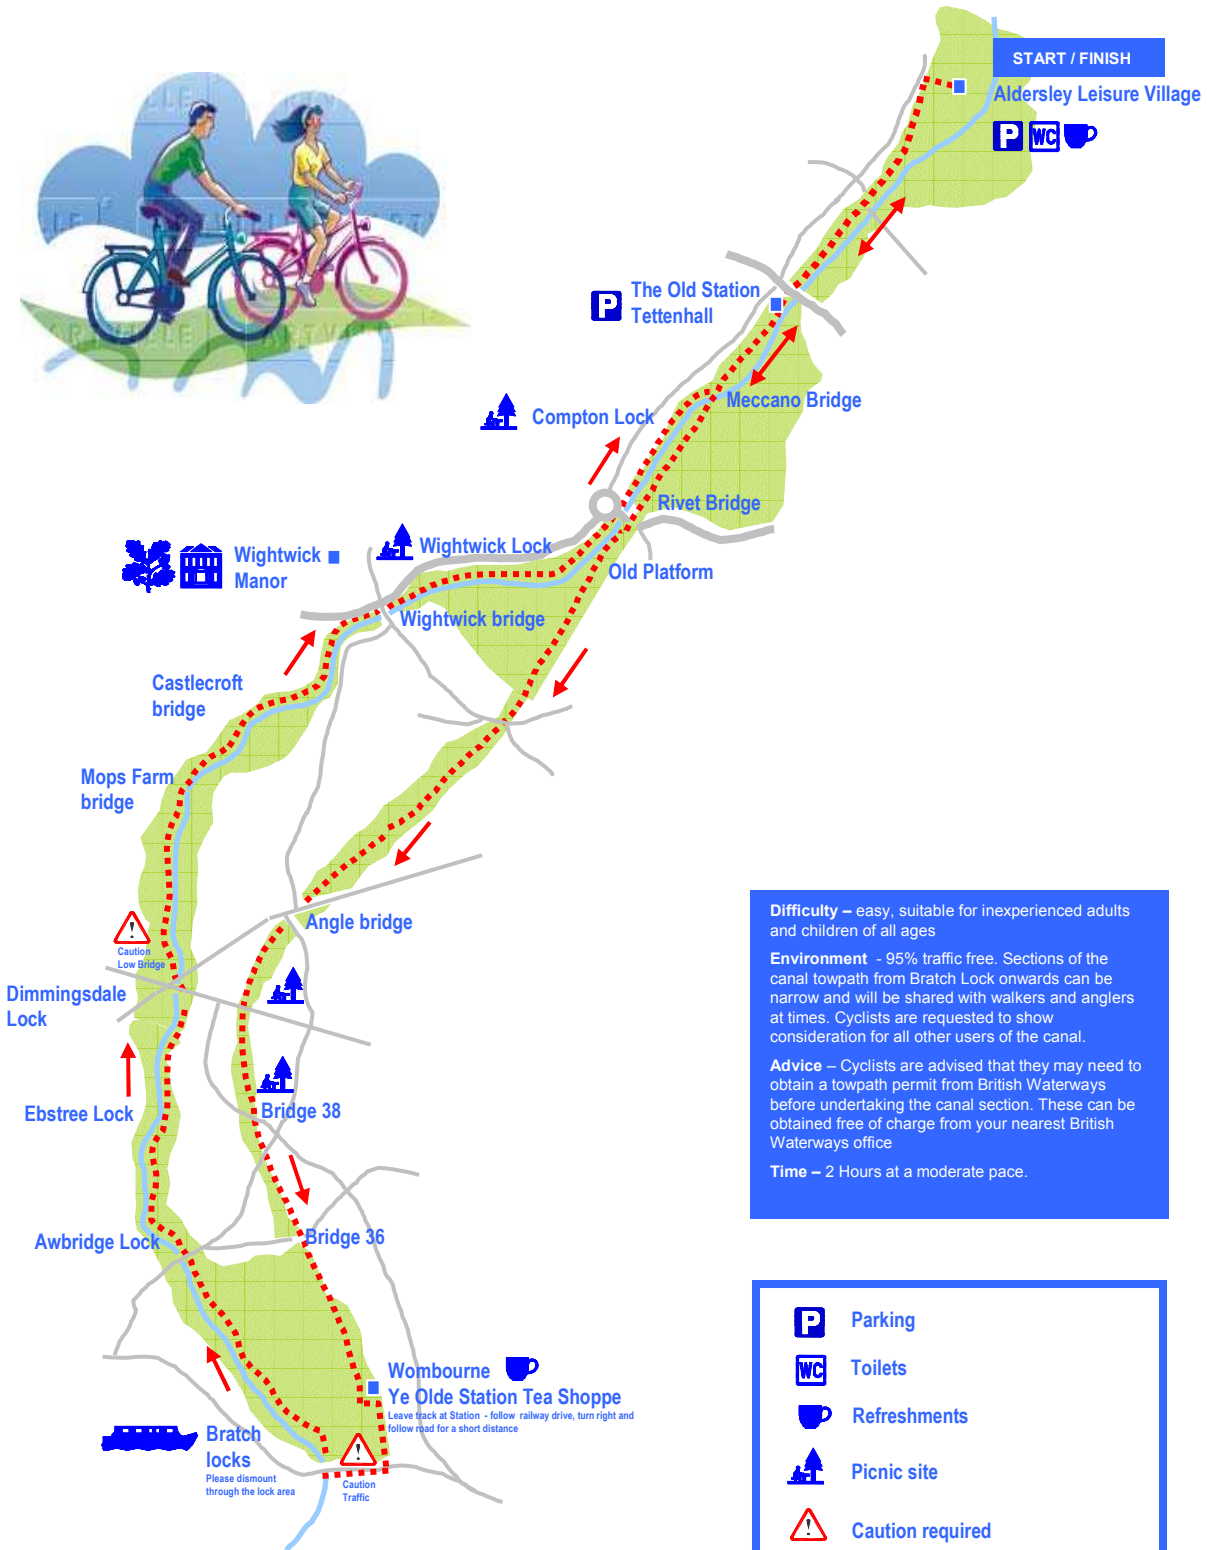 START / FINISH
Aldersley Leisure Village
P WC
The Old Station
Tettenhall
P
Meccano Bridge
Compton Lock
Rivet Bridge
Wightwick Lock
Wightwick
Manor
Old Platform
Wightwick bridge
Castlecroft
bridge
Mops Farm
bridge
Angle bridge
Caution
Low Bridge
Dimmingsdale
Lock
Ebstree Lock
Bridge 38
Awbridge Lock
Bridge 36
Wombourne
Ye Olde Station Tea Shoppe
Leave track at Station - follow railway drive, turn right and
follow road for a short distance
Bratch
locks
Please dismount
through the lock area
Caution
Traffic
Difficulty – easy, suitable for inexperienced adults
and children of all ages
Environment - 95% traffic free. Sections of the
canal towpath from Bratch Lock onwards can be
narrow and will be shared with walkers and anglers
at times. Cyclists are requested to show
consideration for all other users of the canal.
Advice – Cyclists are advised that they may need to
obtain a towpath permit from British Waterways
before undertaking the canal section. These can be
obtained free of charge from your nearest British
Waterways office
Time – 2 Hours at a moderate pace.
P Parking
WC Toilets
Refreshments
Picnic site
! Caution required